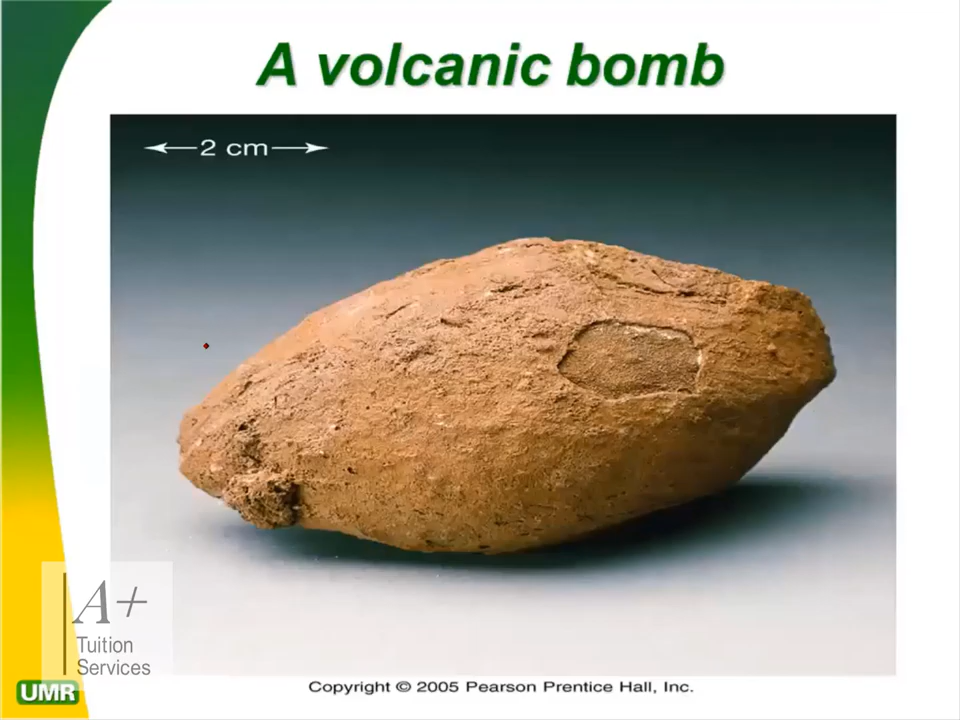 A volcanic bomb
2 cm
A+
Tuition
Services
UMR
Copyright © 2005 Pearson Prentice Hall, Inc.